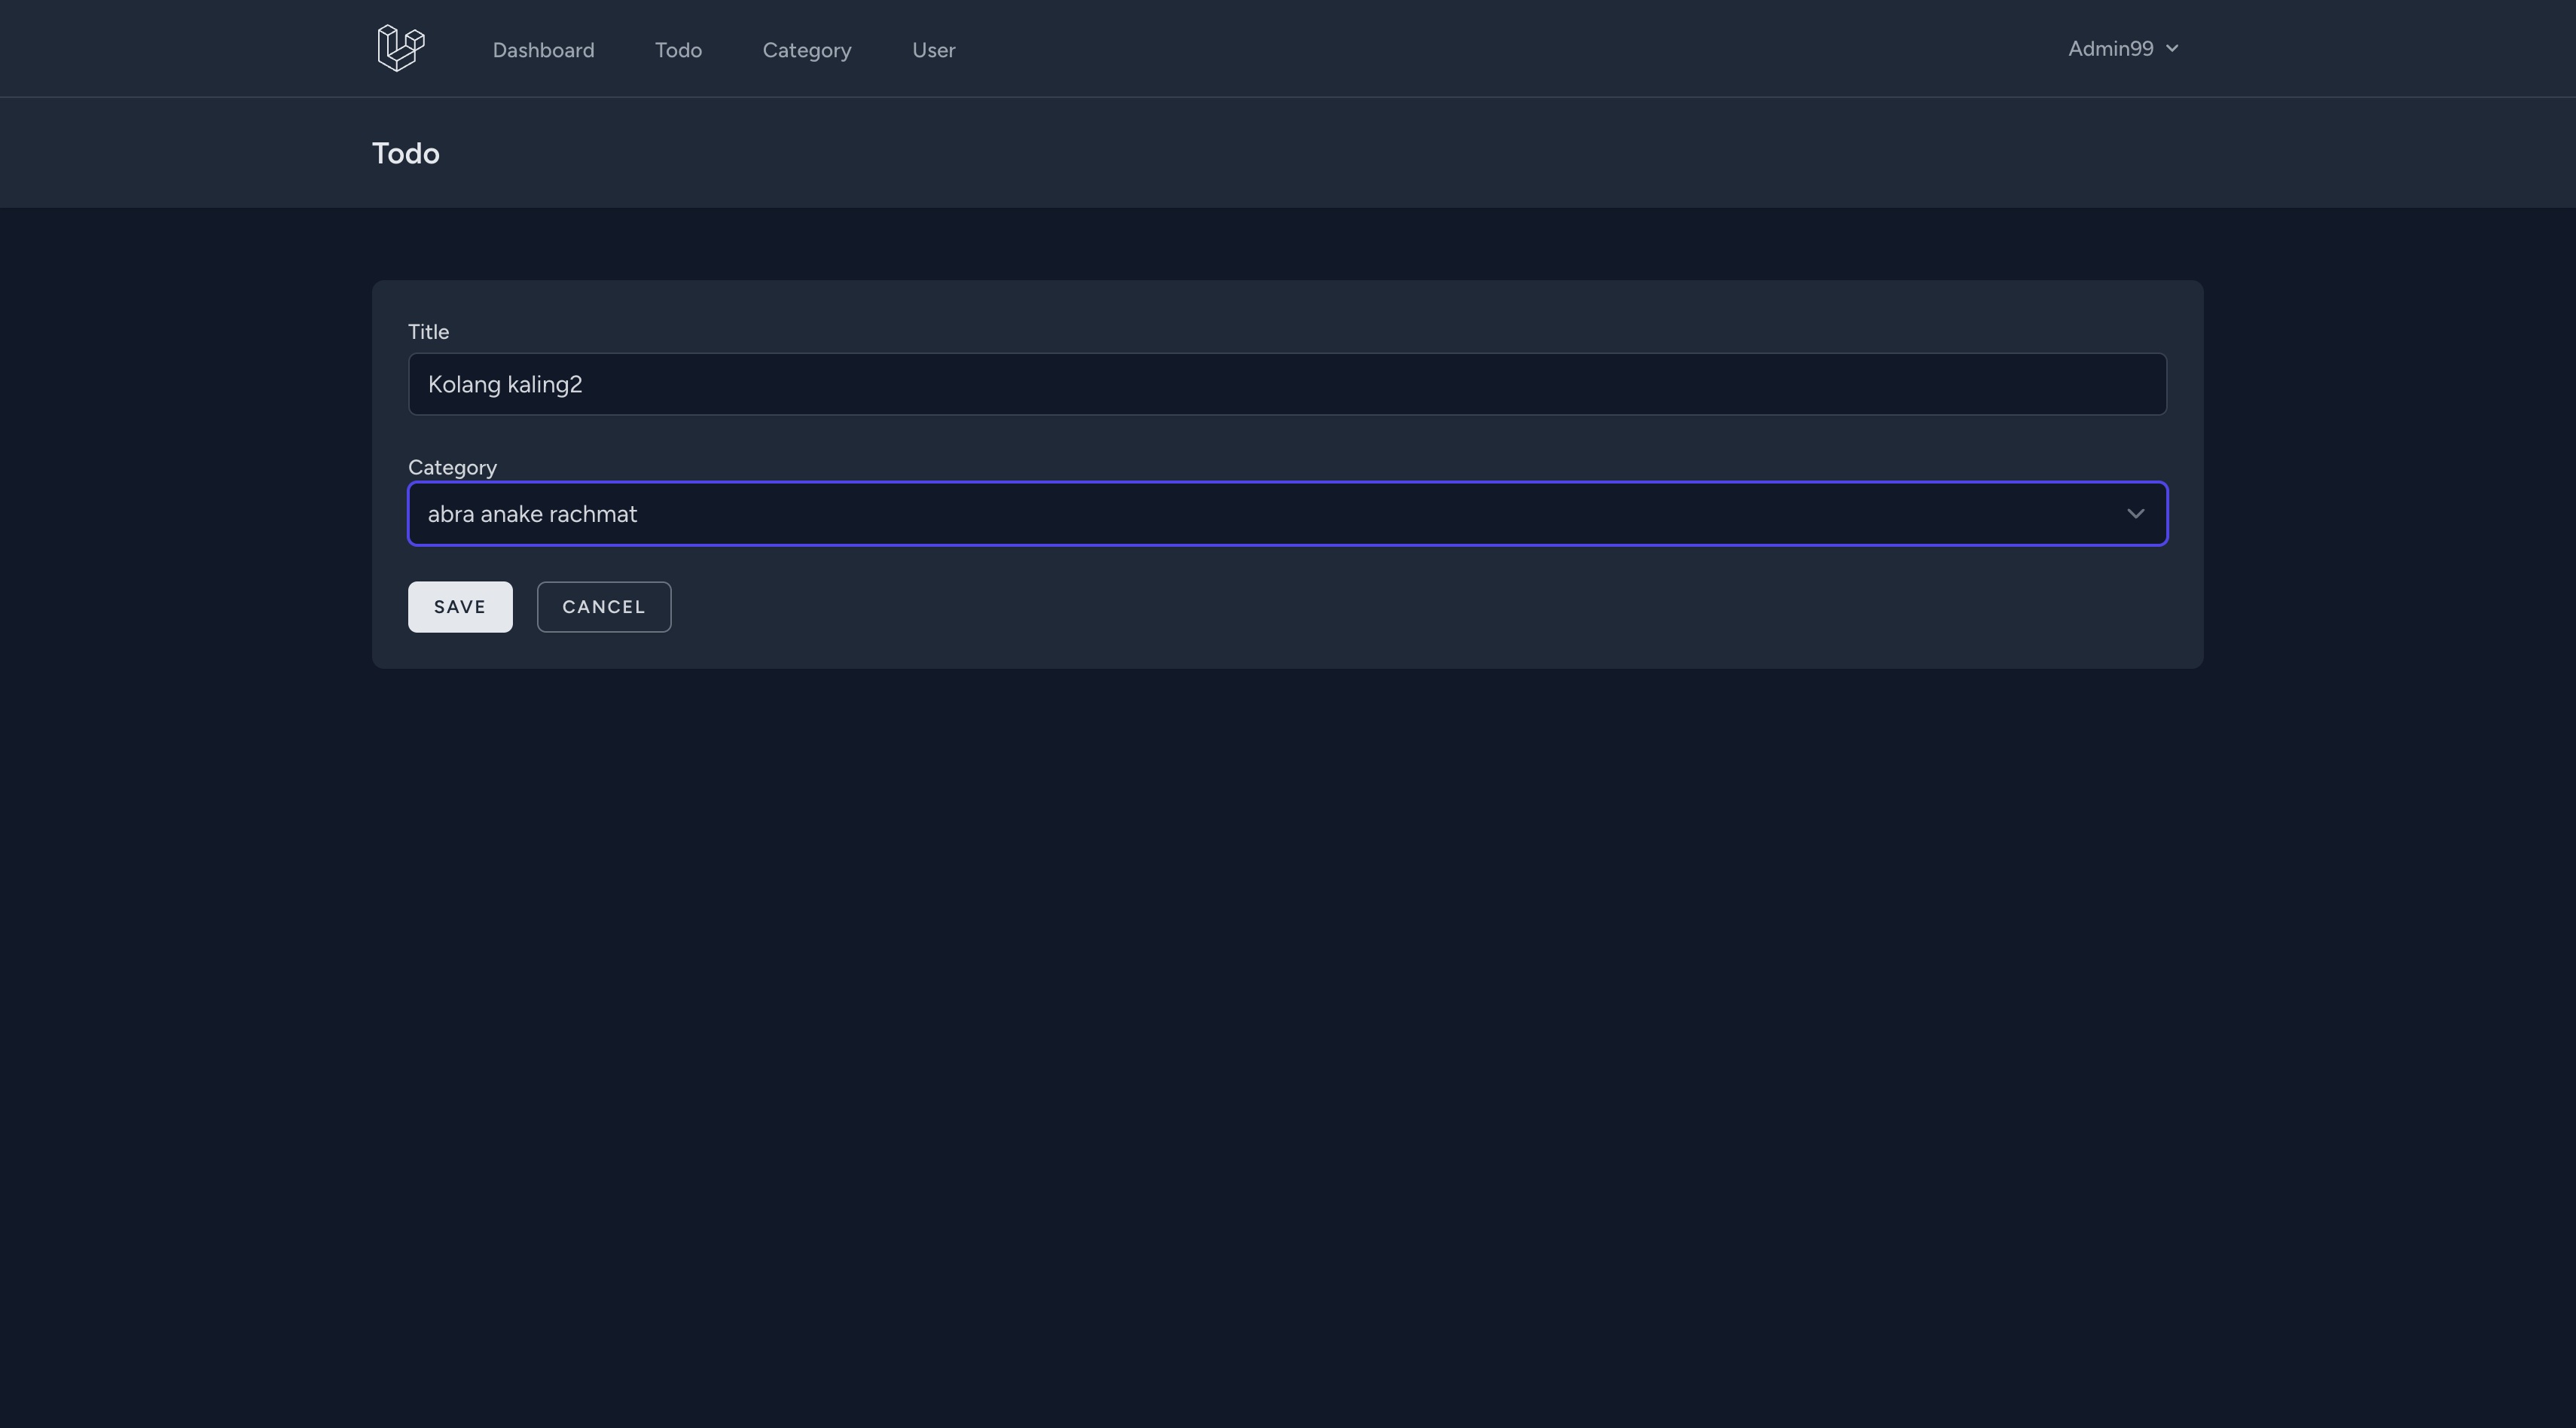 Dashboard Todo Category User Admin99
Todo
Title
Kolang kaling2
Category
abra anake rachmat
SAVE CANCEL